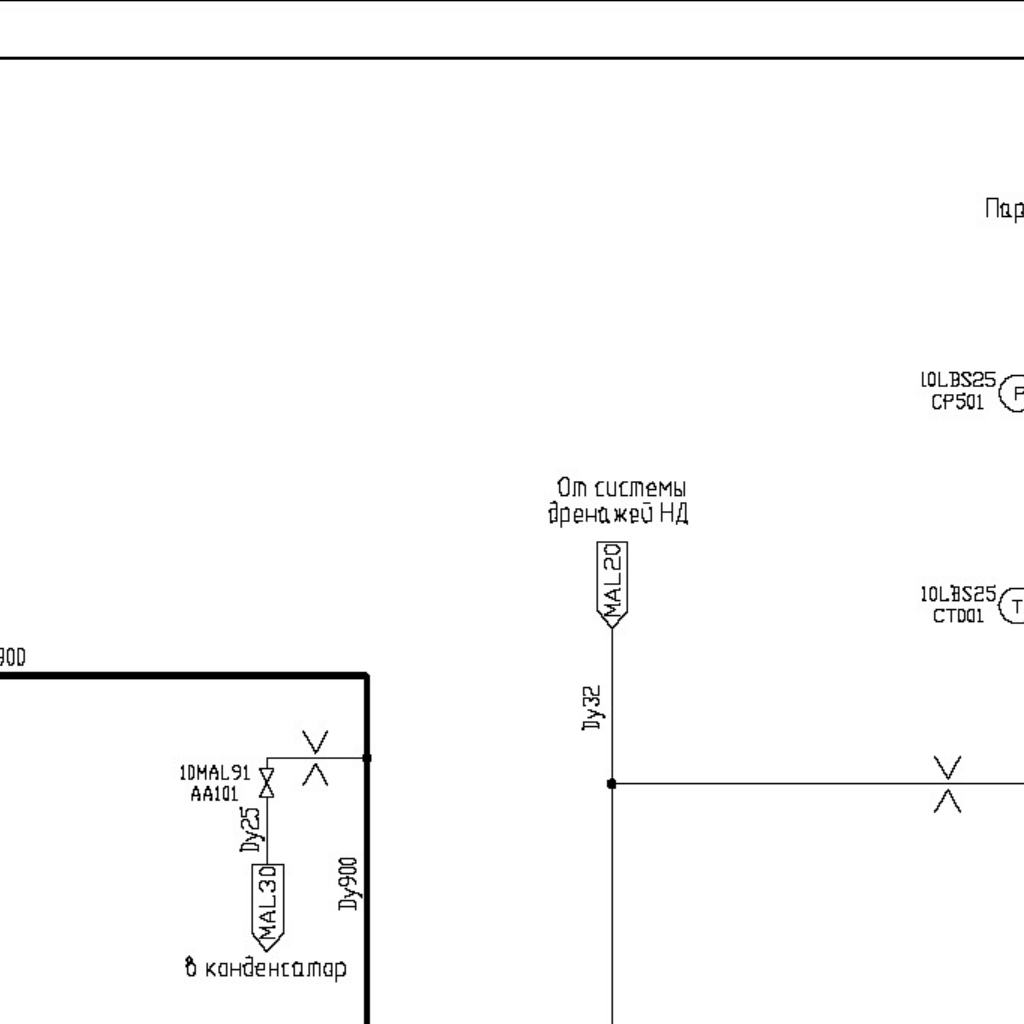 Пар
10LBS25
CP501
P
От системы
дренажей НД
MAL20
10LBS25
CT001
T
900
Dy32
10MAL91
AA101
Dy25
Dy900
MAL30
в конденсатор